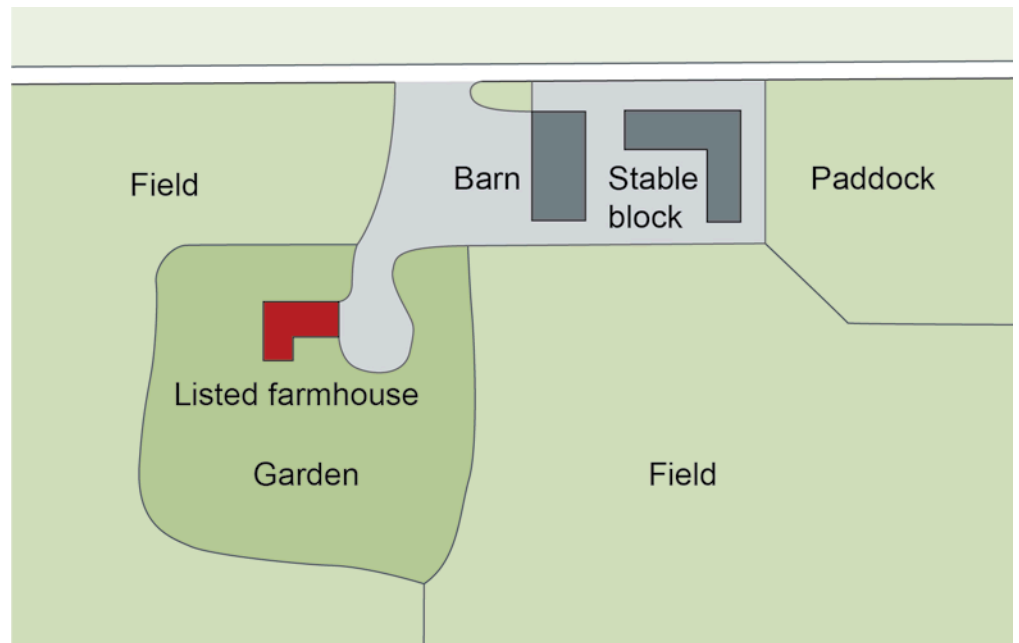 Field
Barn
Stable
block
Paddock
Listed farmhouse
Garden
Field